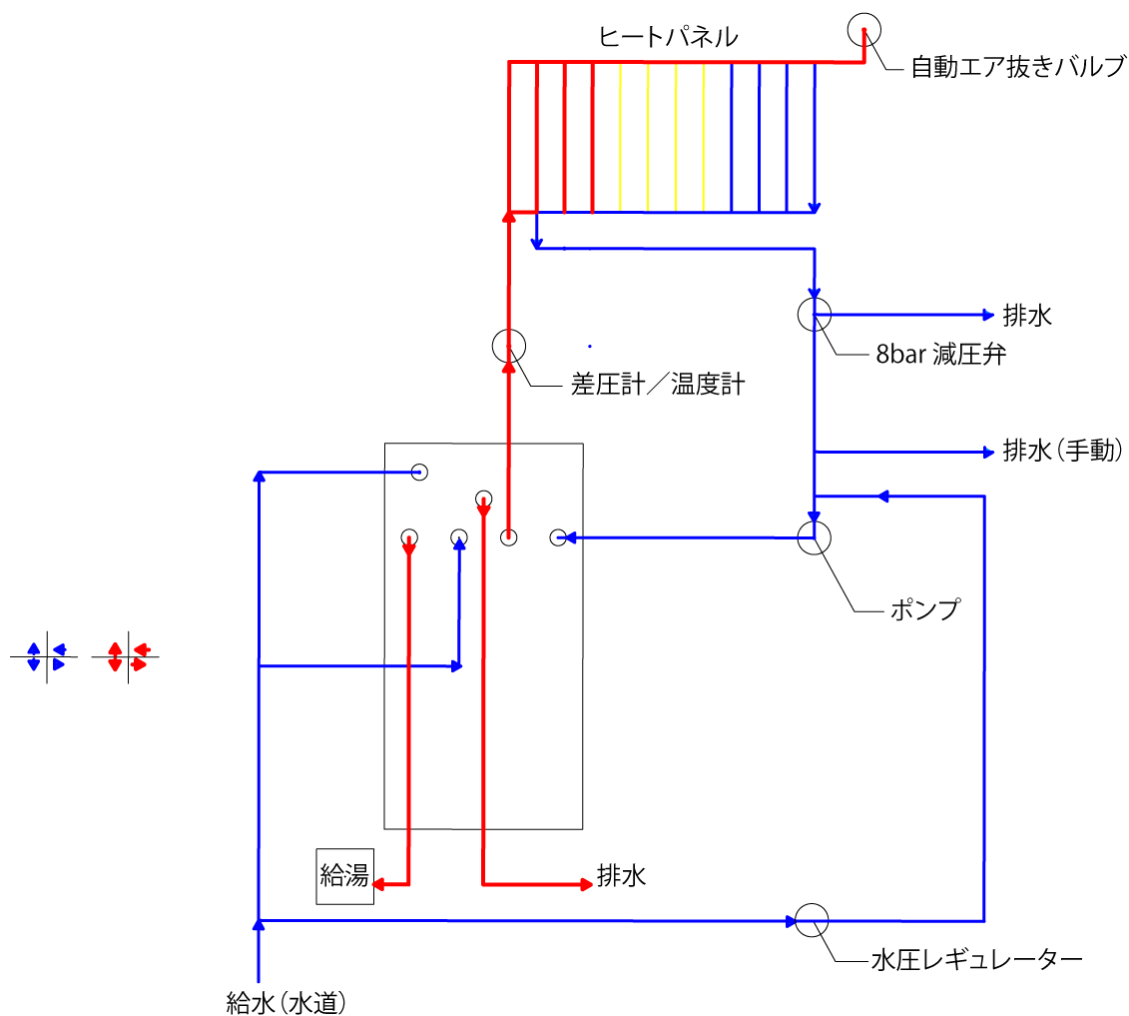 ヒートパネル
自動エア抜きバルブ
排水
8bar 減圧弁
差圧計／温度計
排水（手動）
ポンプ
給湯
排水
水圧レギュレーター
給水（水道）